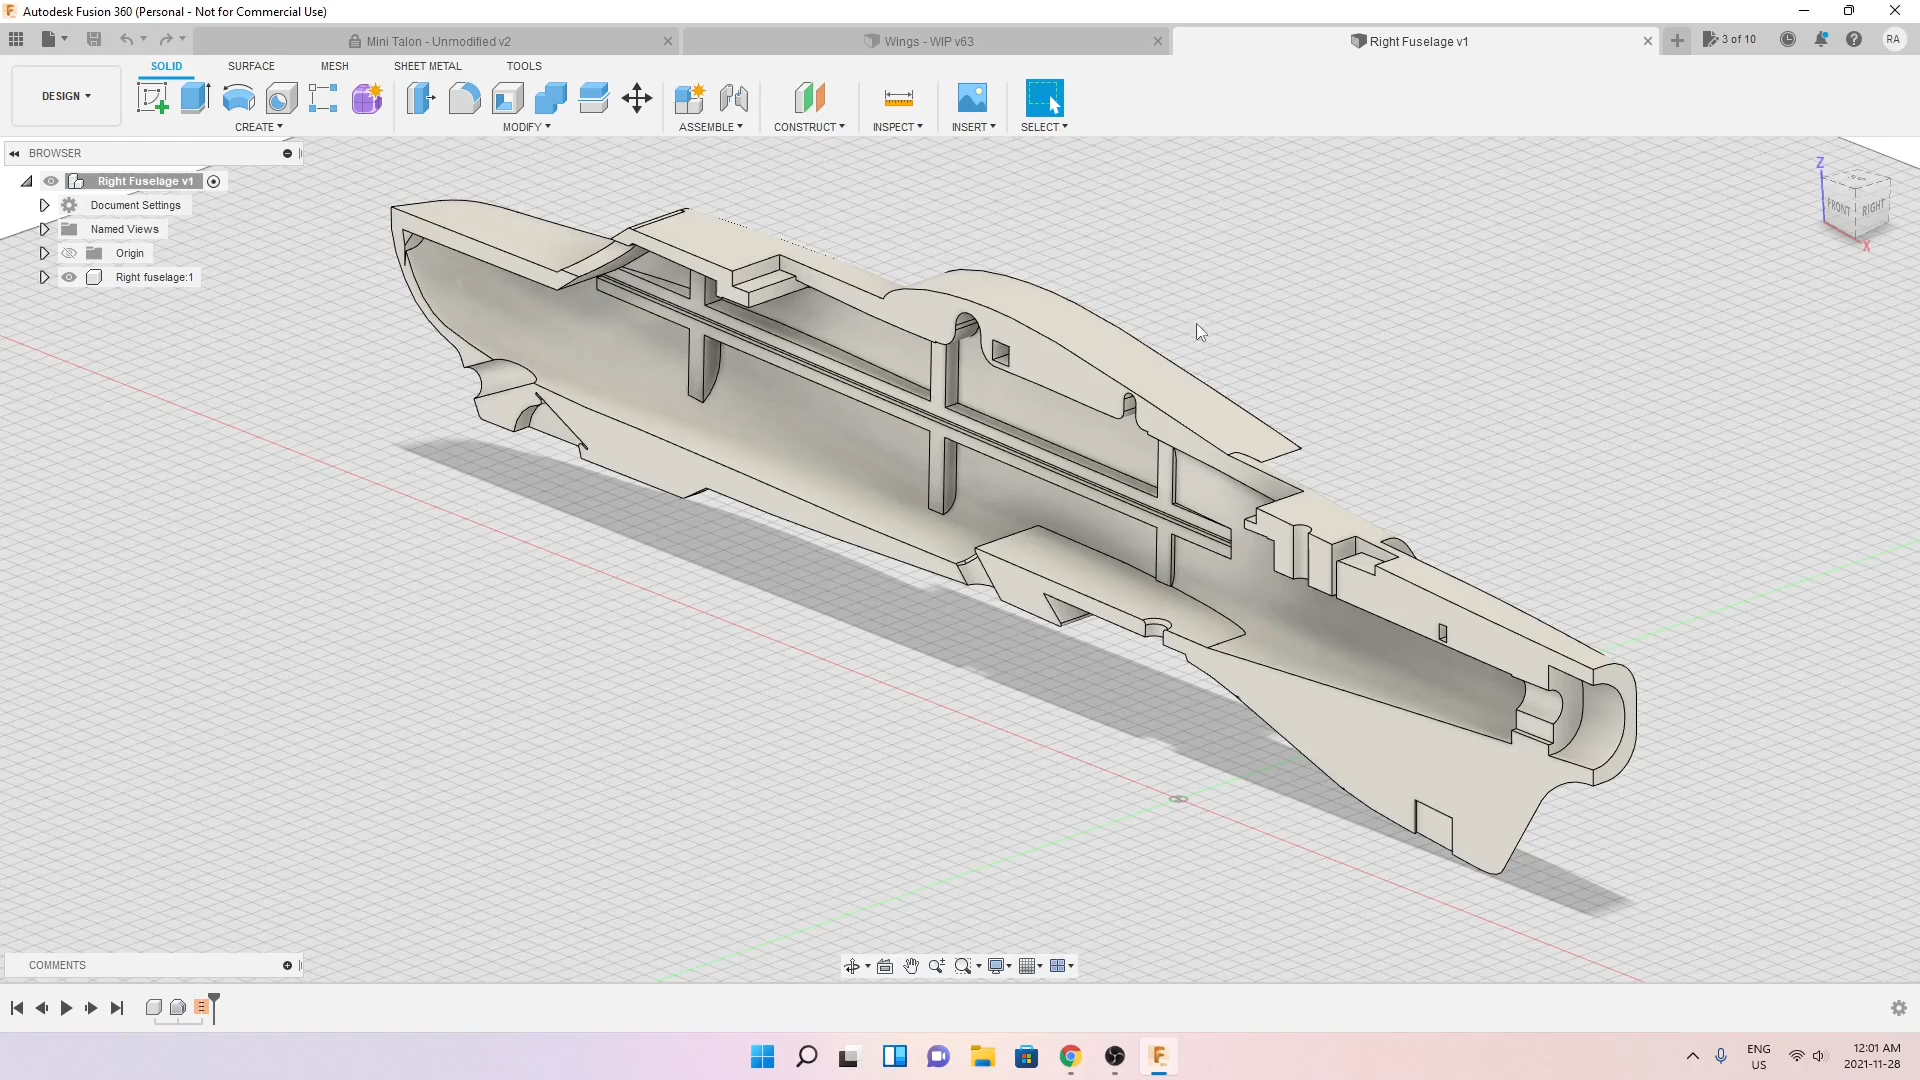 Autodesk Fusion 360 (Personal - Not for Commercial Use)
Mini Talon - Unmodified v2
Wings - WIP v63
Right Fuselage v1
3 of 10
RA
DESIGN
SOLID
SURFACE
MESH
SHEET METAL
TOOLS
CREATE
MODIFY
ASSEMBLE
CONSTRUCT
INSPECT
INSERT
SELECT
BROWSER
Right Fuselage v1
Document Settings
Named Views
Origin
Right fuselage:1
Z
FRONT
RIGHT
X
COMMENTS
ENG
US
12:01 AM
2021-11-28